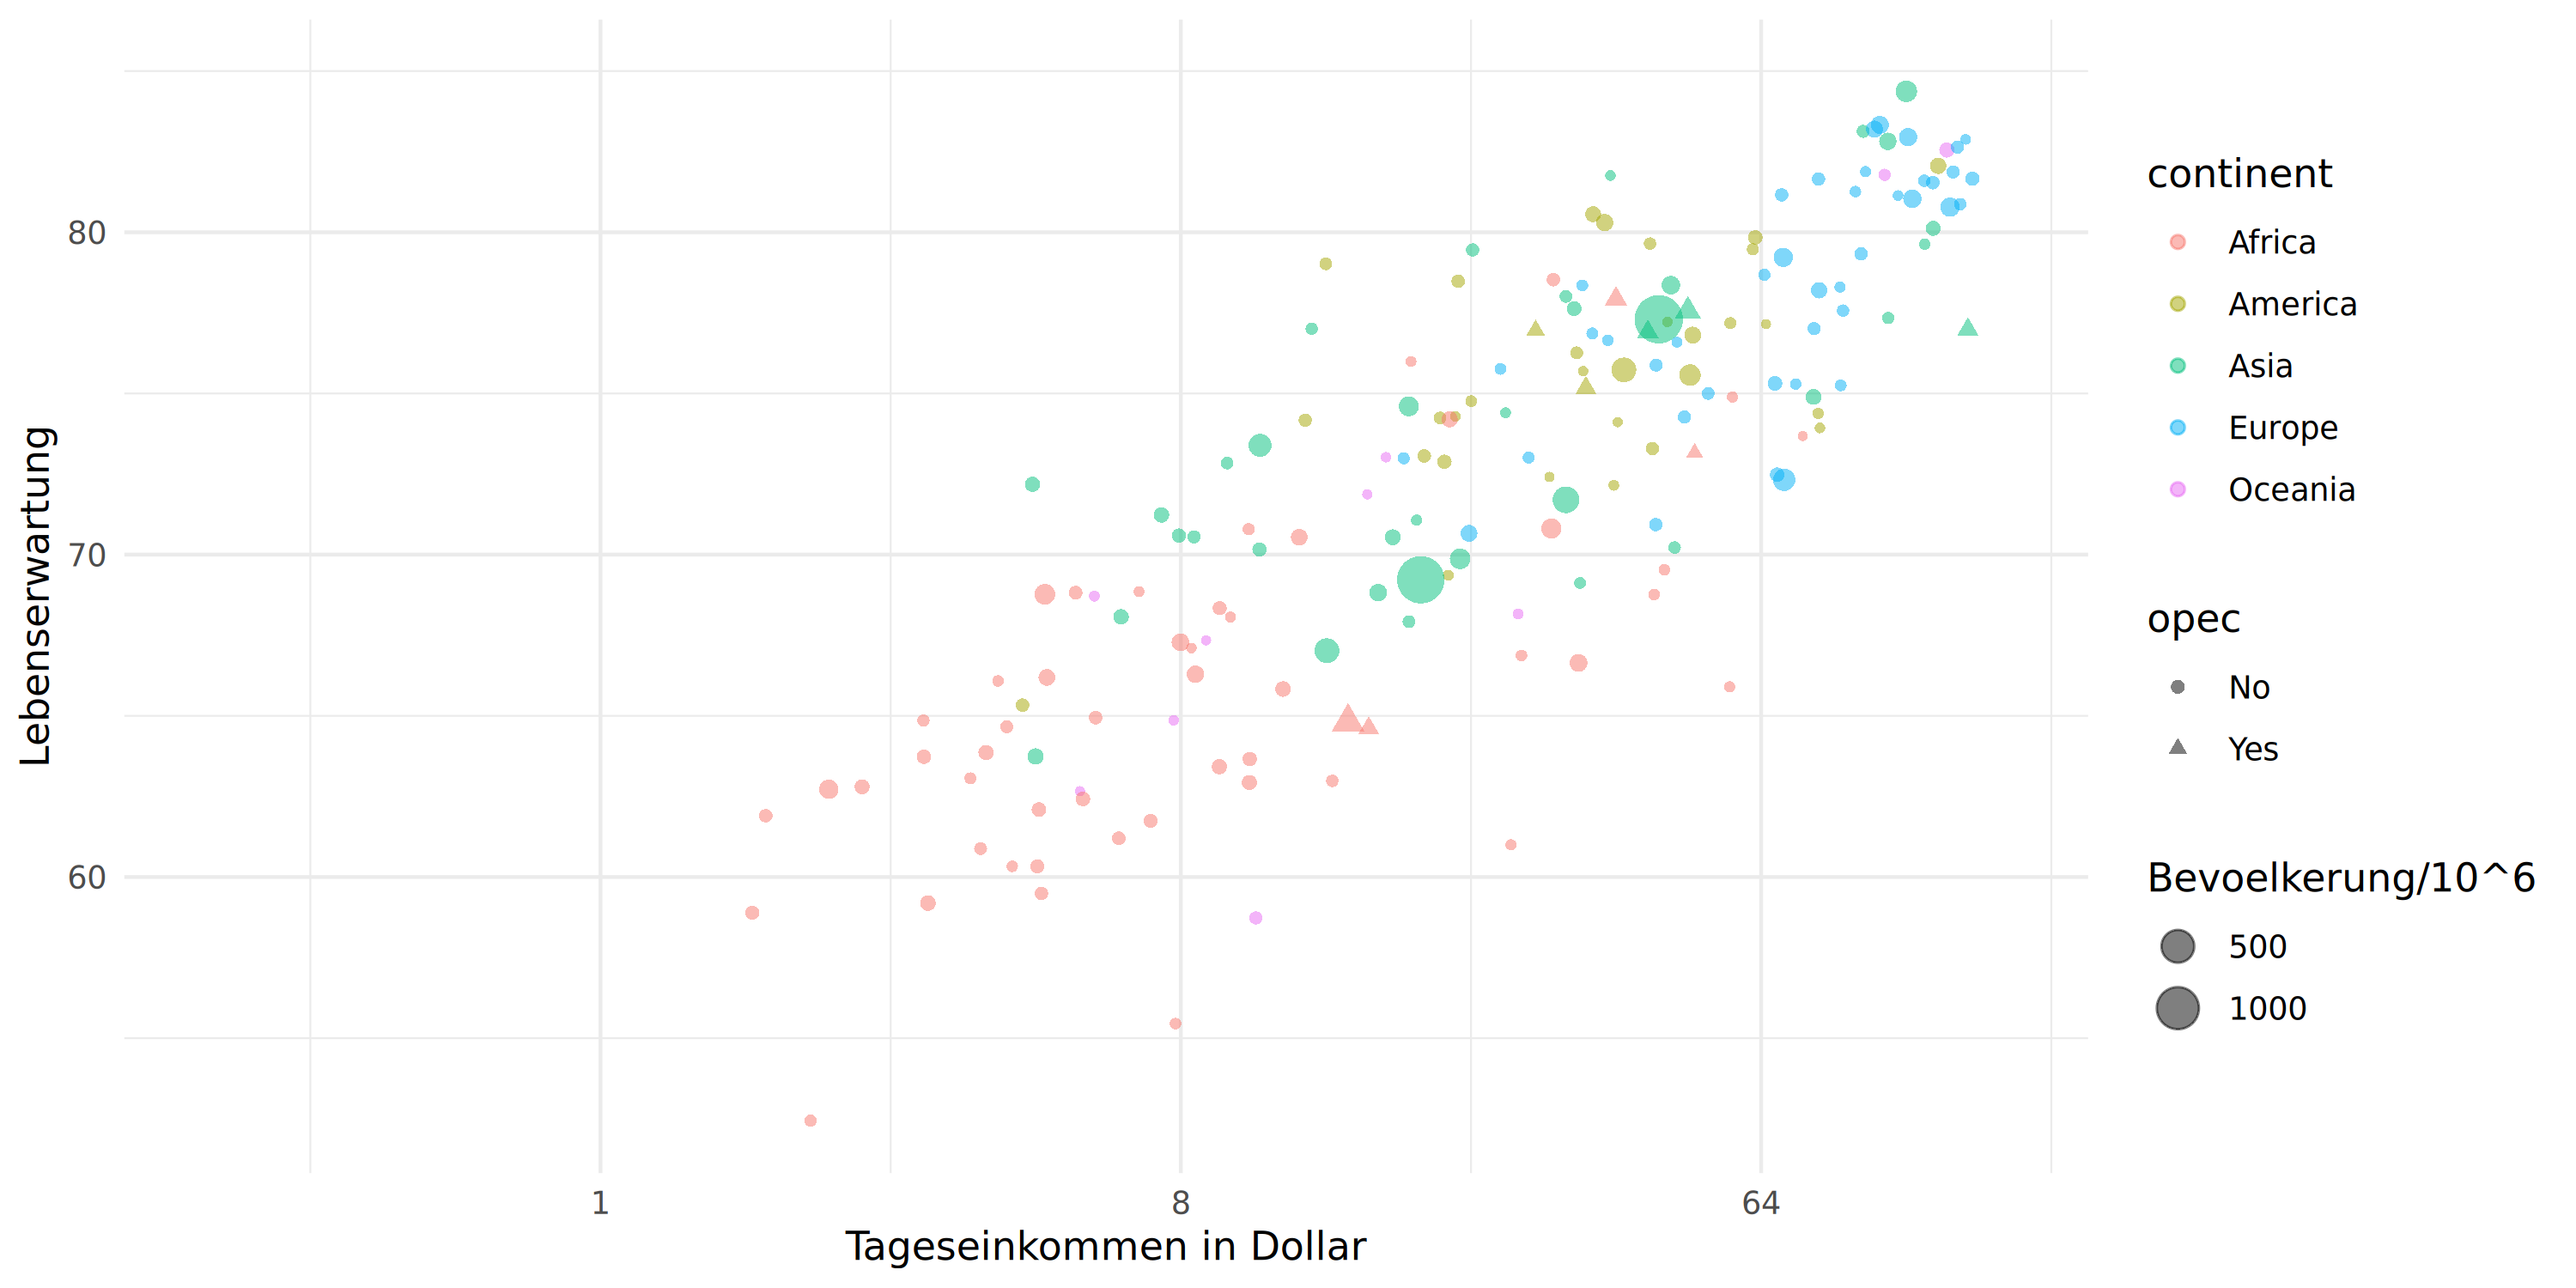 80
70
60
Lebenserwartung
1
8
64
Tageseinkommen in Dollar
continent
Africa
America
Asia
Europe
Oceania
opec
No
Yes
Bevoelkerung/10^6
500
1000